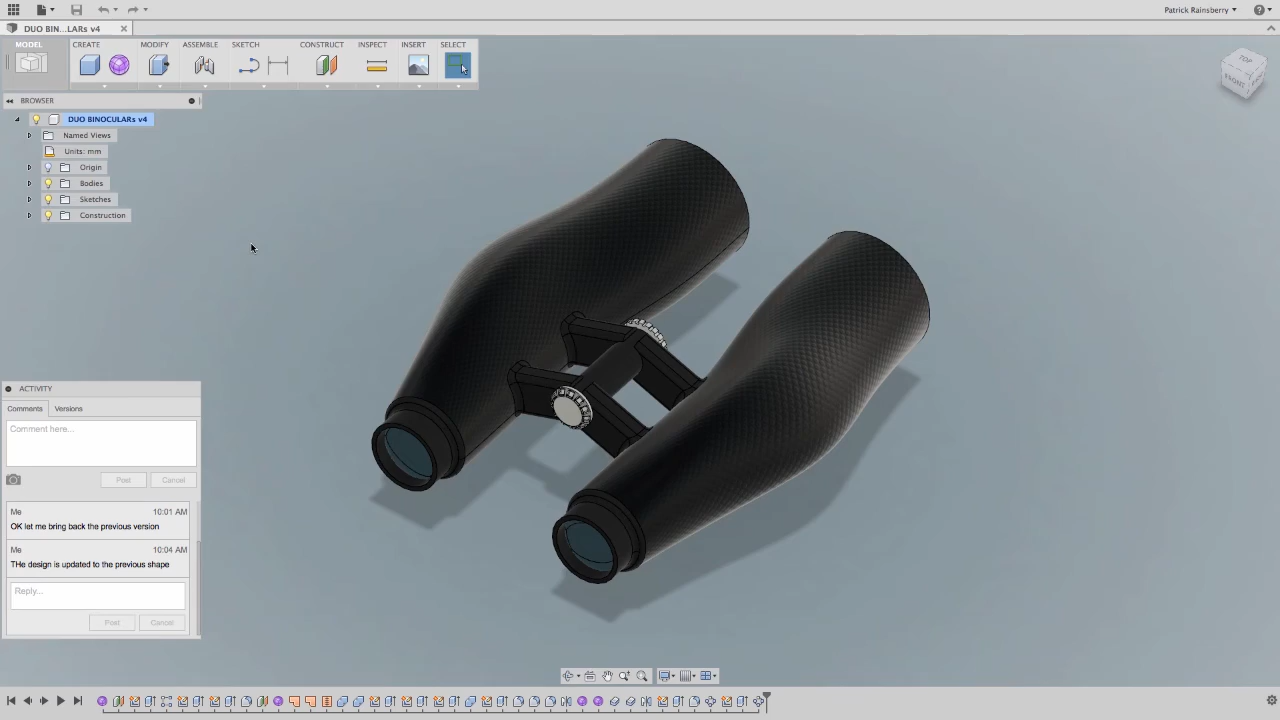 Patrick Rainsberry
DUO BIN...LARs v4
MODEL
CREATE
MODIFY
ASSEMBLE
SKETCH
CONSTRUCT
INSPECT
INSERT
SELECT
TOP
FRONT
BROWSER
DUO BINOCULARs v4
Named Views
Units: mm
Origin
Bodies
Sketches
Construction
ACTIVITY
Comments Versions
Comment here...
Post Cancel
Me 10:01 AM
OK let me bring back the previous version
Me 10:04 AM
THe design is updated to the previous shape
Reply...
Post Cancel